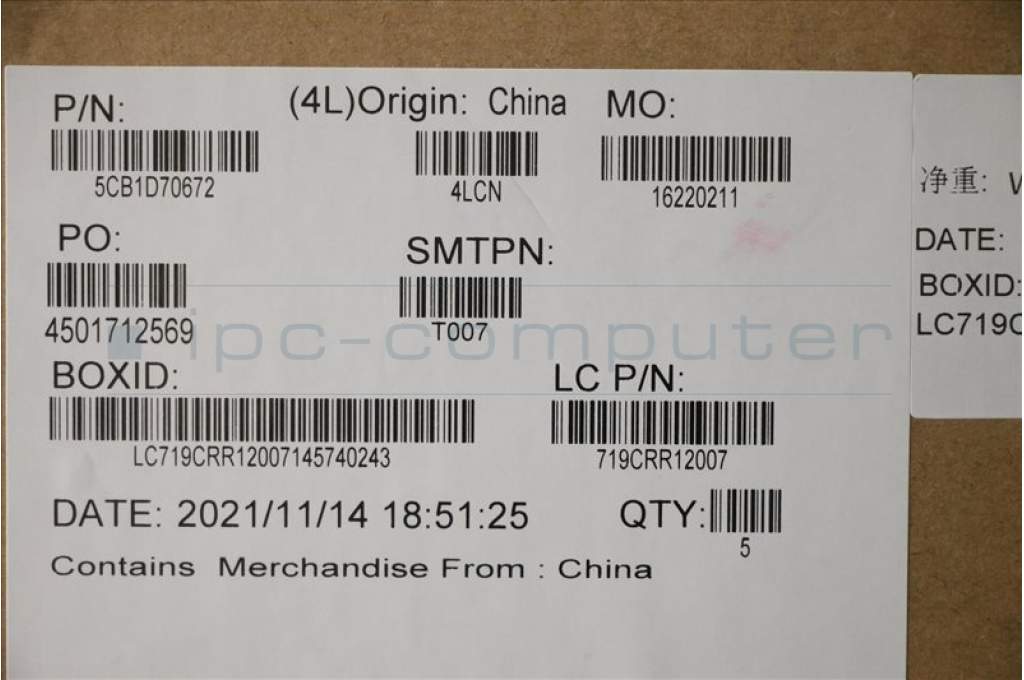 P/N: (4L)Origin: China MO:
5CB1D70672 4LCN 16220211
PO: SMTPN:
4501712569 T007
ipc-computer
BOXID: LC P/N:
LC719CRR12007145740243 719CRR12007
DATE: 2021/11/14 18:51:25 QTY:
5
Contains Merchandise From : China
净重:
DATE:
BOXID:
LC719C